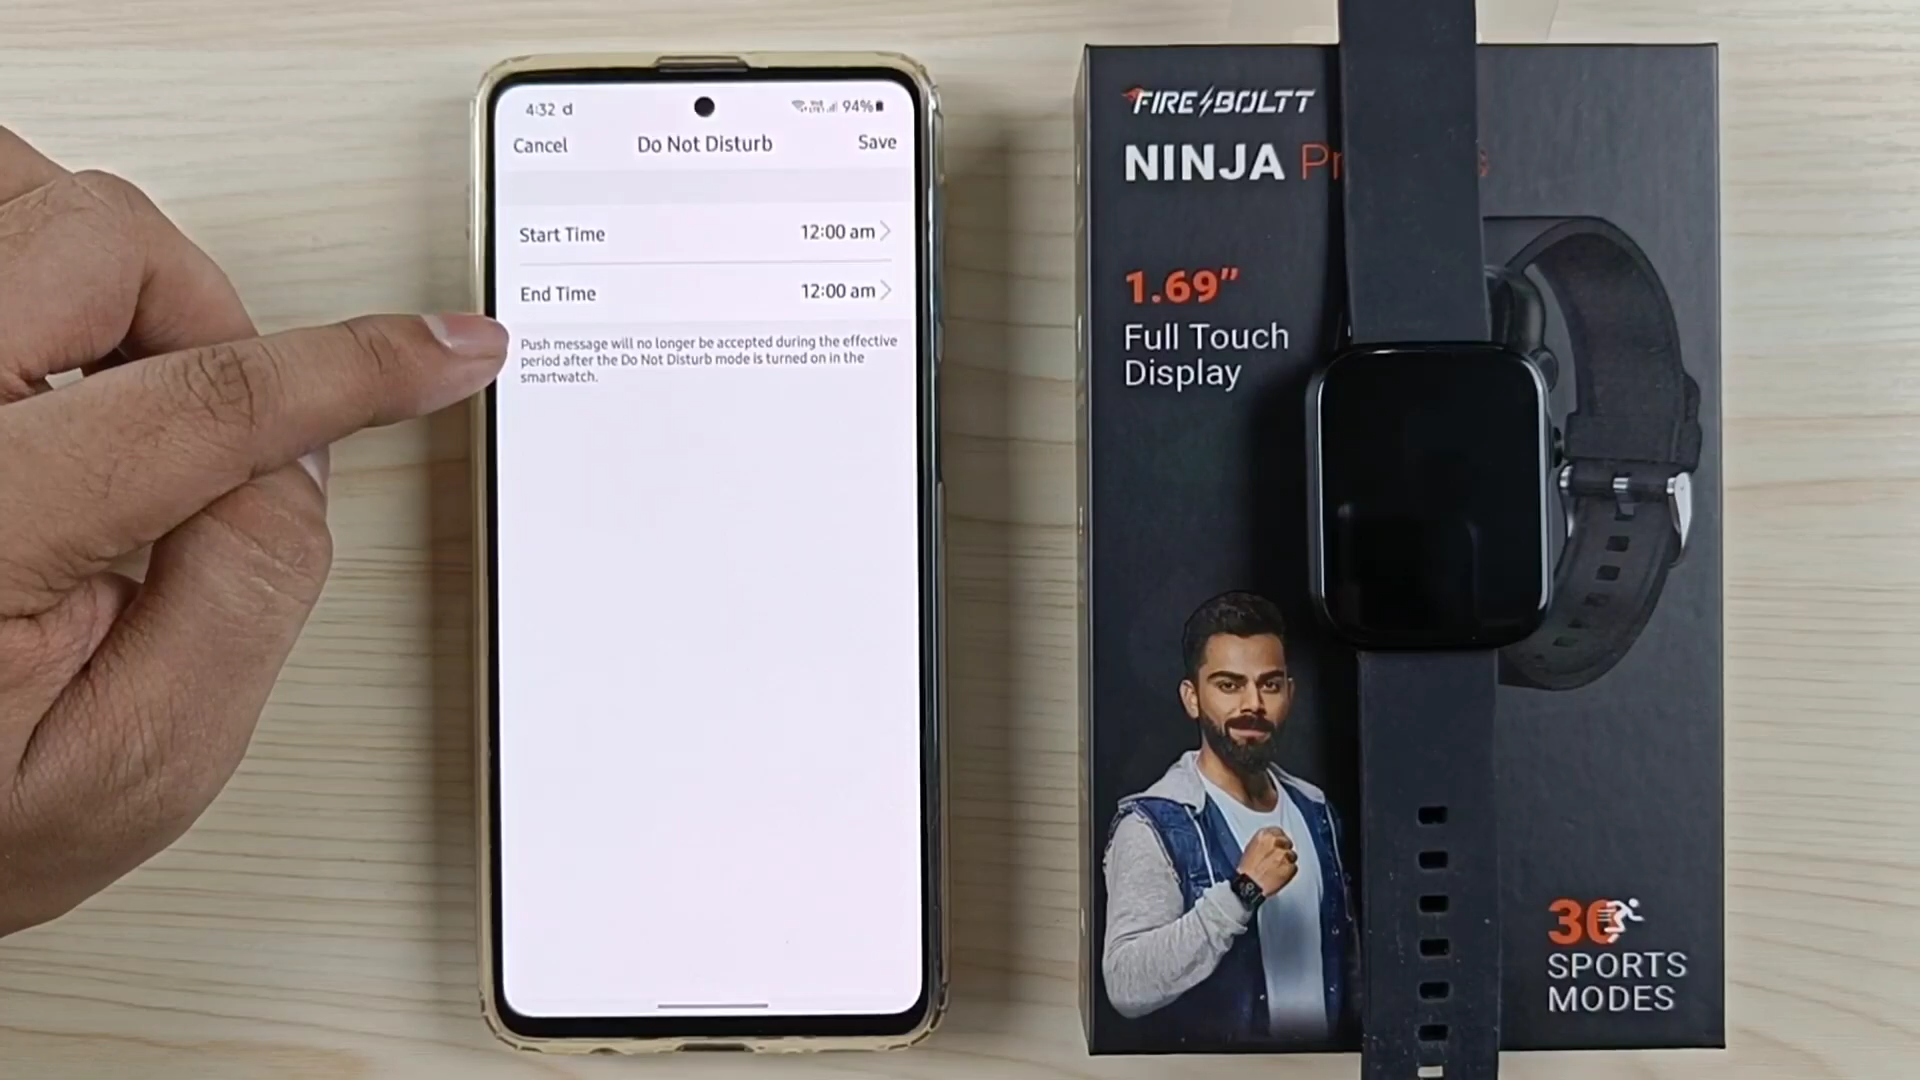 4:32 d
94%
Cancel
Do Not Disturb
Save
Start Time
12:00 am
End Time
12:00 am
Push message will no longer be accepted during the effective
period after the Do Not Disturb mode is turned on in the
smartwatch.
FIRE BOLTT
NINJA
1.69"
Full Touch
Display
30
SPORTS
MODES